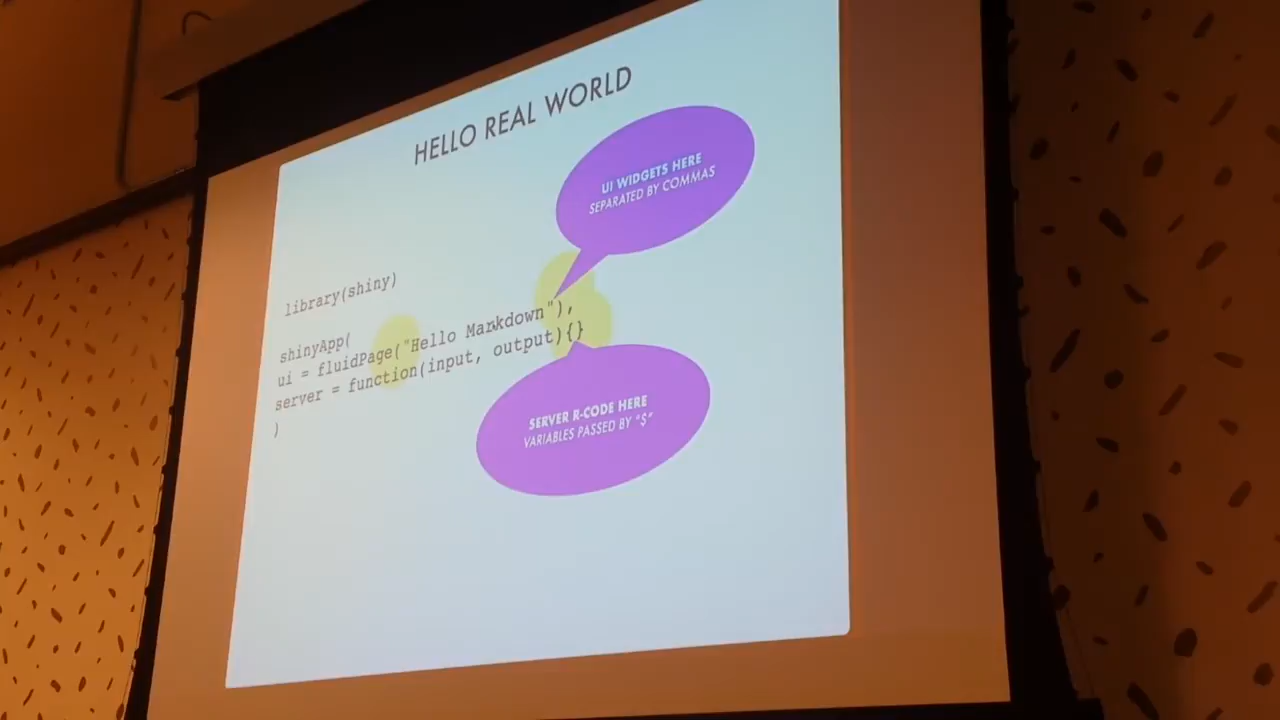 HELLO REAL WORLD
UI WIDGETS HERE
SEPARATED BY COMMAS
library(shiny)
shinyApp(
ui = fluidPage("Hello Markdown"),
server = function(input, output){}
)
SERVER R-CODE HERE
VARIABLES PASSED BY "$"